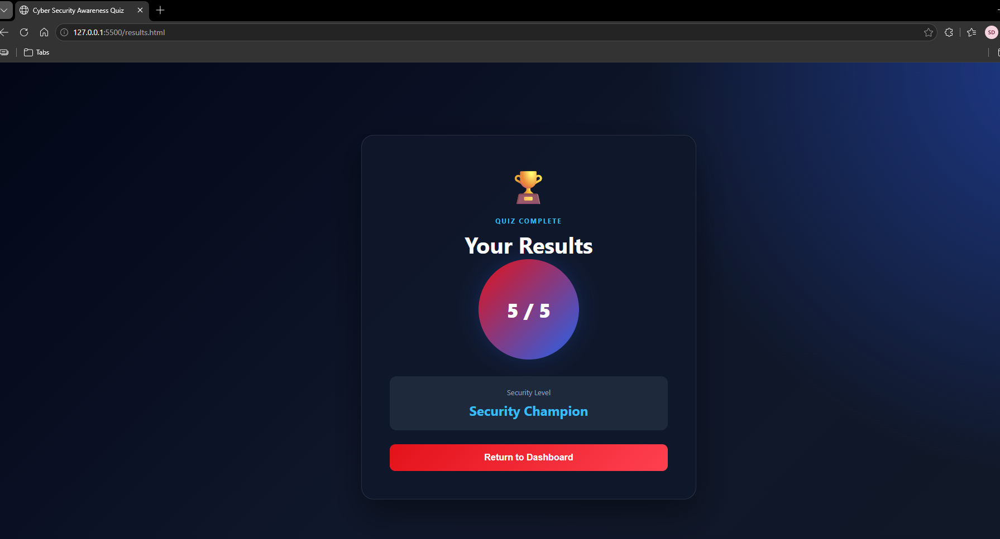 Cyber Security Awareness Quiz
127.0.0.1:5500/results.html
SD
Tabs
QUIZ COMPLETE
Your Results
5 / 5
Security Level
Security Champion
Return to Dashboard